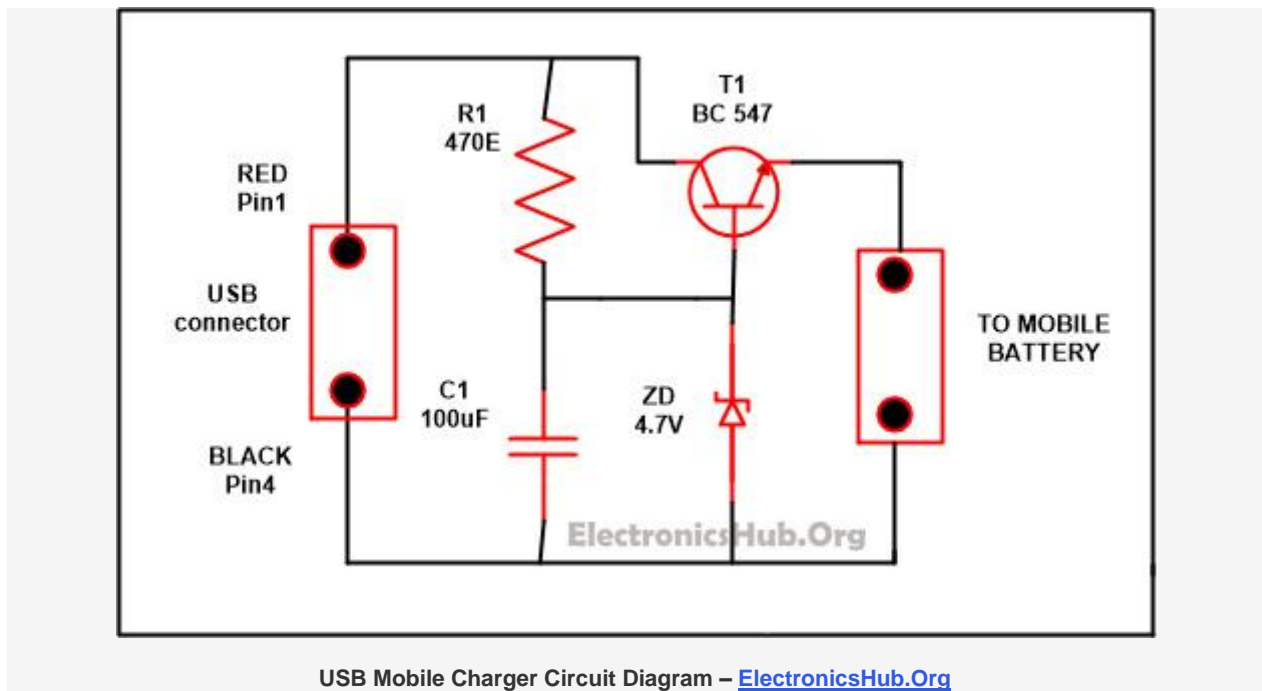 T1
BC 547
R1
470E
RED
Pin1
USB
connector
TO MOBILE
BATTERY
C1
100uF
ZD
4.7V
BLACK
Pin4
ElectronicsHub.Org
USB Mobile Charger Circuit Diagram – ElectronicsHub.Org